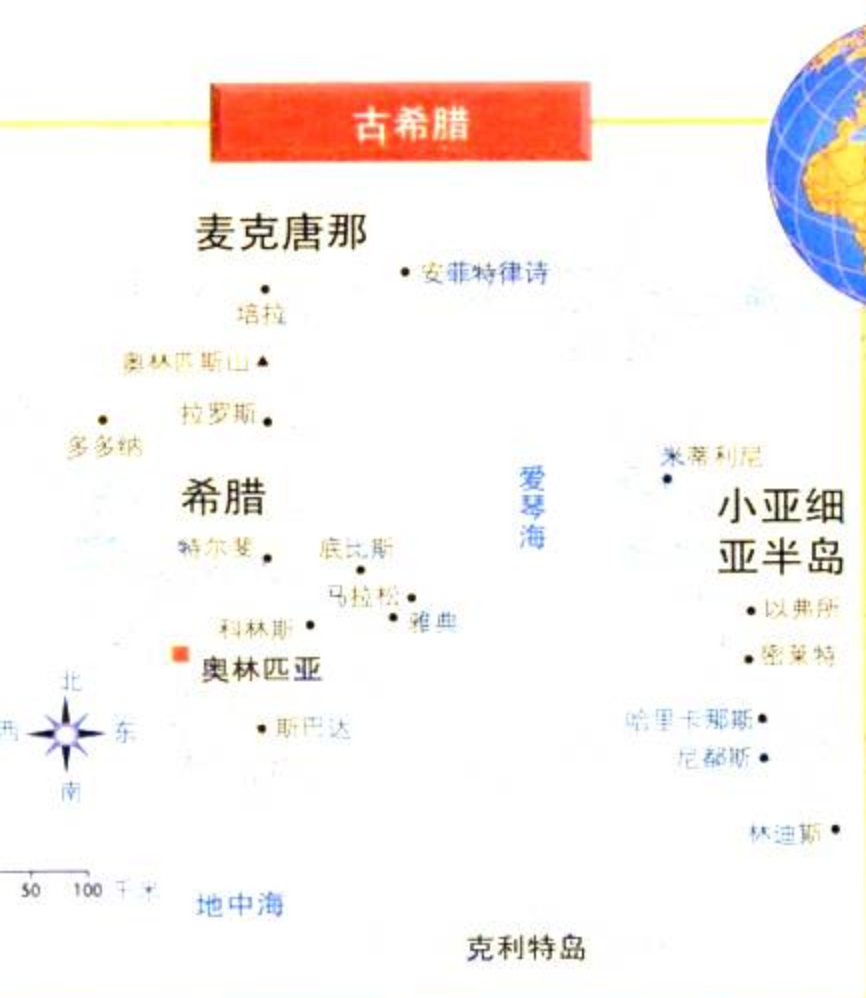 古希腊
麦克唐那
安菲特律诗
培拉
奥林匹斯山
拉罗斯
多多纳
米蒂利尼
希腊
爱琴海
小亚细
亚半岛
特尔斐
底比斯
马拉松
以弗所
雅典
科林斯
密莱特
奥林匹亚
北
西
东
南
斯巴达
哈里卡那斯
尼都斯
林迪斯
50 100 千米
地中海
克利特岛